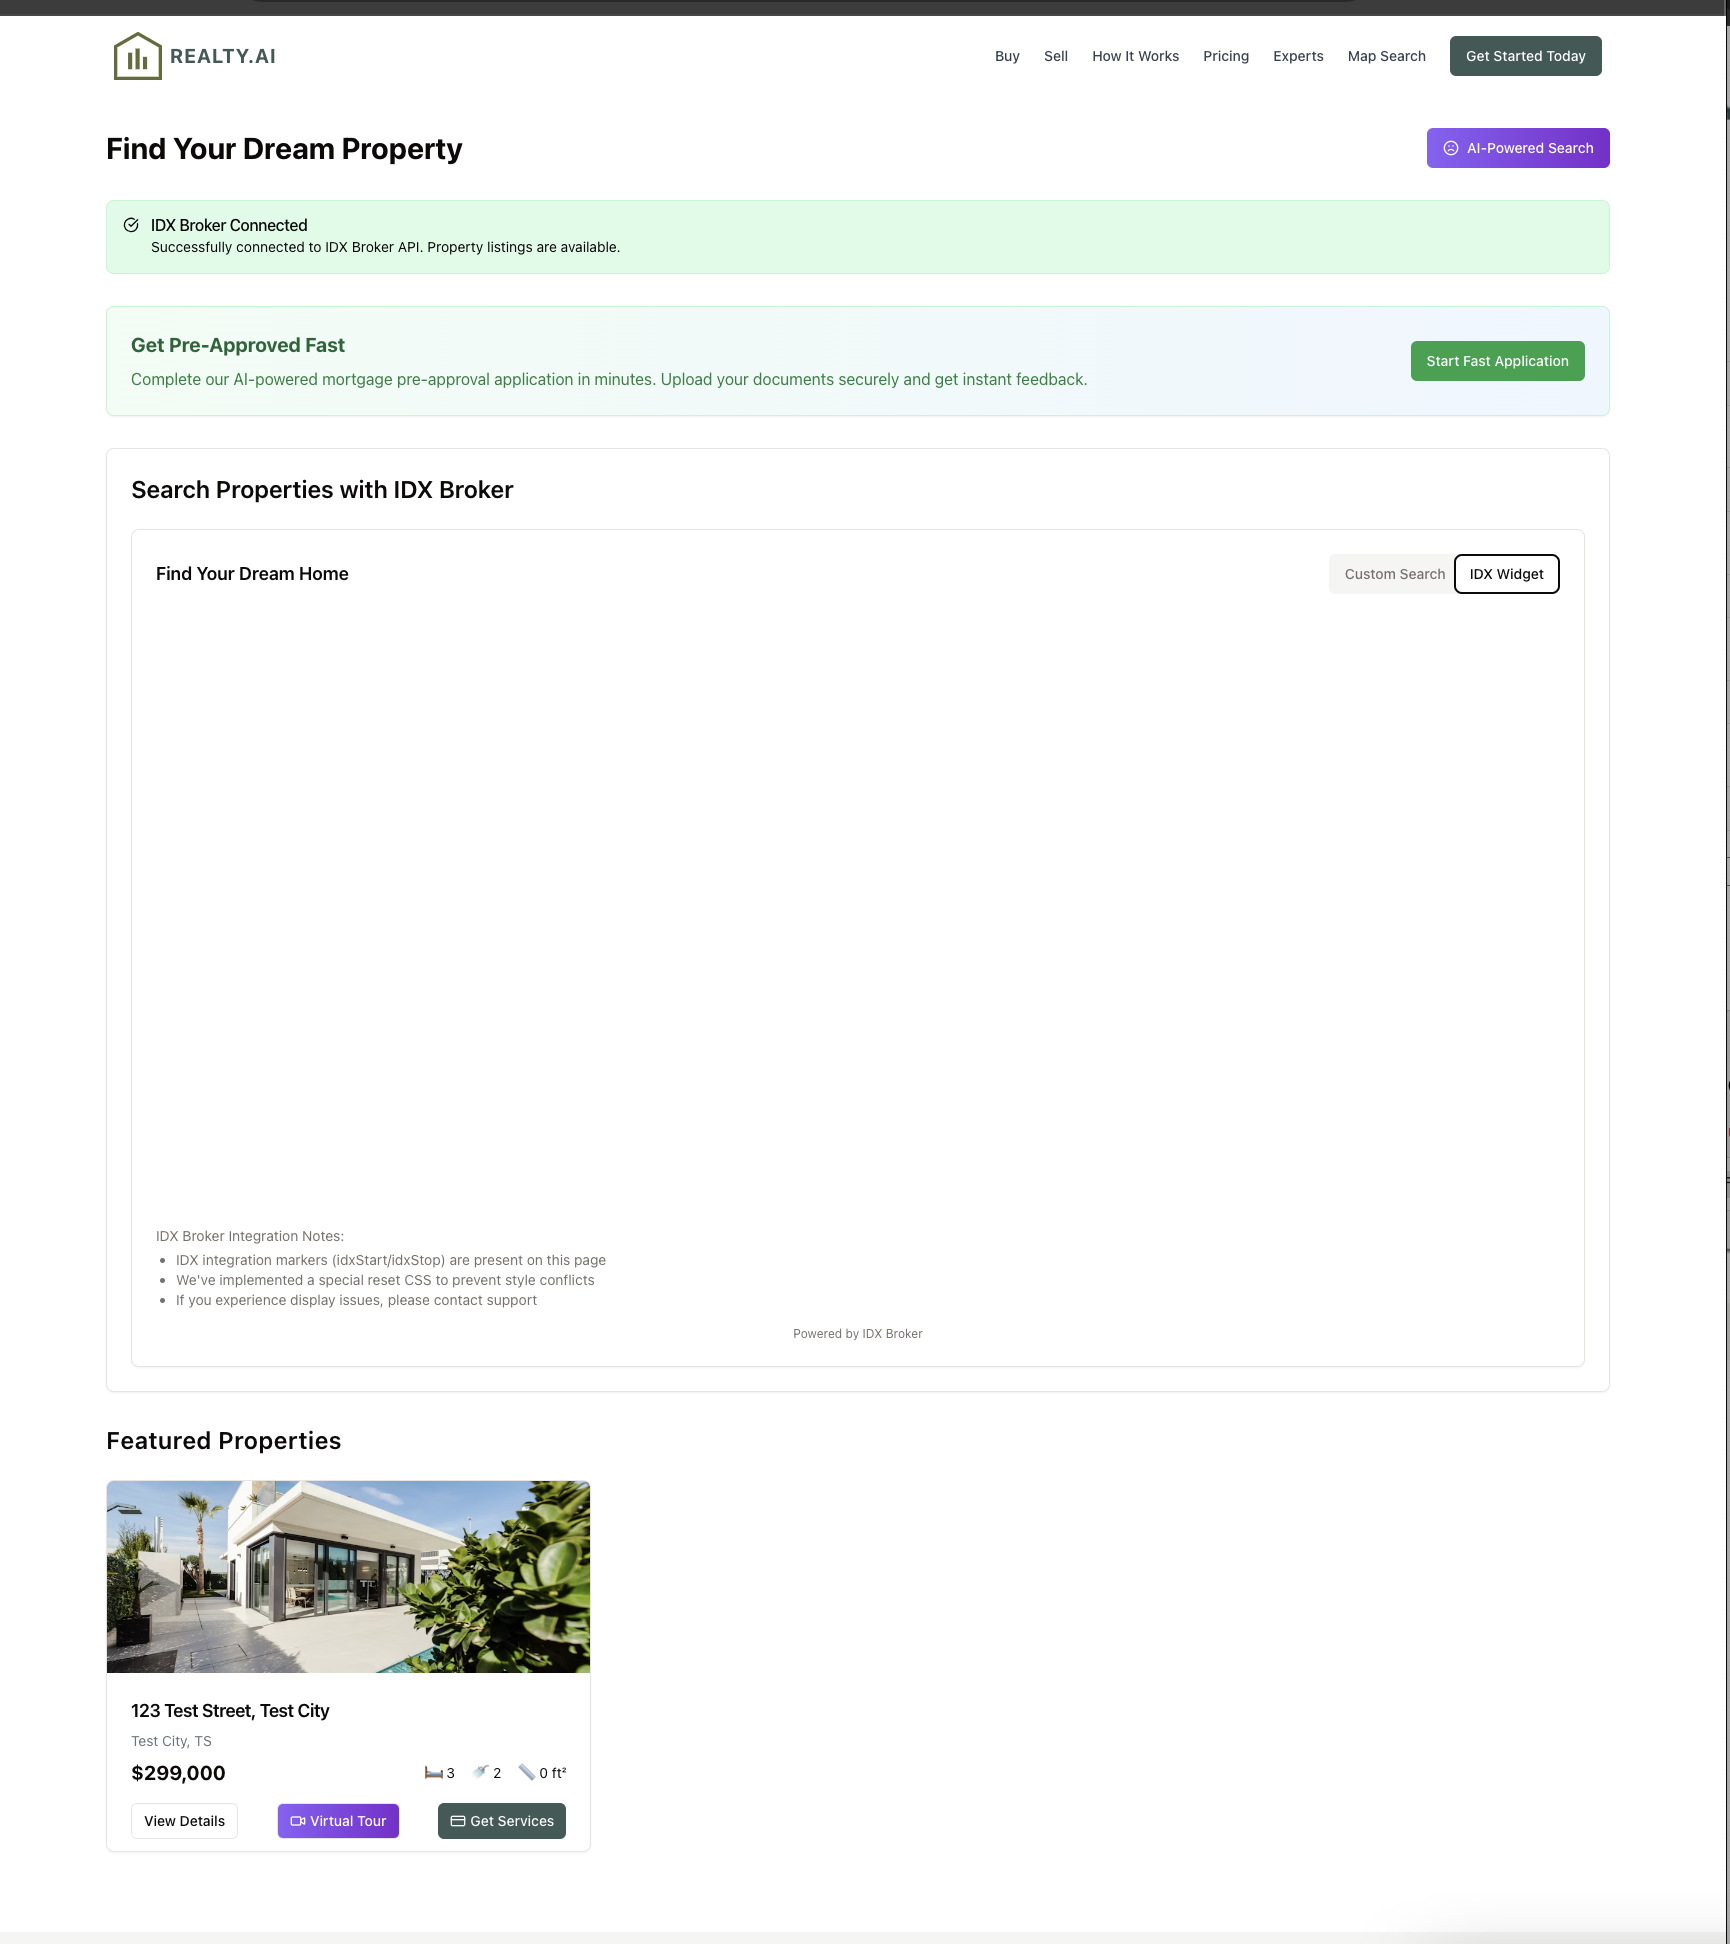 REALTY.AI
Buy Sell How It Works Pricing Experts Map Search Get Started Today
Find Your Dream Property
AI-Powered Search
IDX Broker Connected
Successfully connected to IDX Broker API. Property listings are available.
Get Pre-Approved Fast
Complete our AI-powered mortgage pre-approval application in minutes. Upload your documents securely and get instant feedback.
Start Fast Application
Search Properties with IDX Broker
Find Your Dream Home
Custom Search IDX Widget
IDX Broker Integration Notes:
• IDX integration markers (idxStart/idxStop) are present on this page
• We've implemented a special reset CSS to prevent style conflicts
• If you experience display issues, please contact support
Powered by IDX Broker
Featured Properties
123 Test Street, Test City
Test City, TS
$299,000 3 2 0 ft²
View Details Virtual Tour Get Services